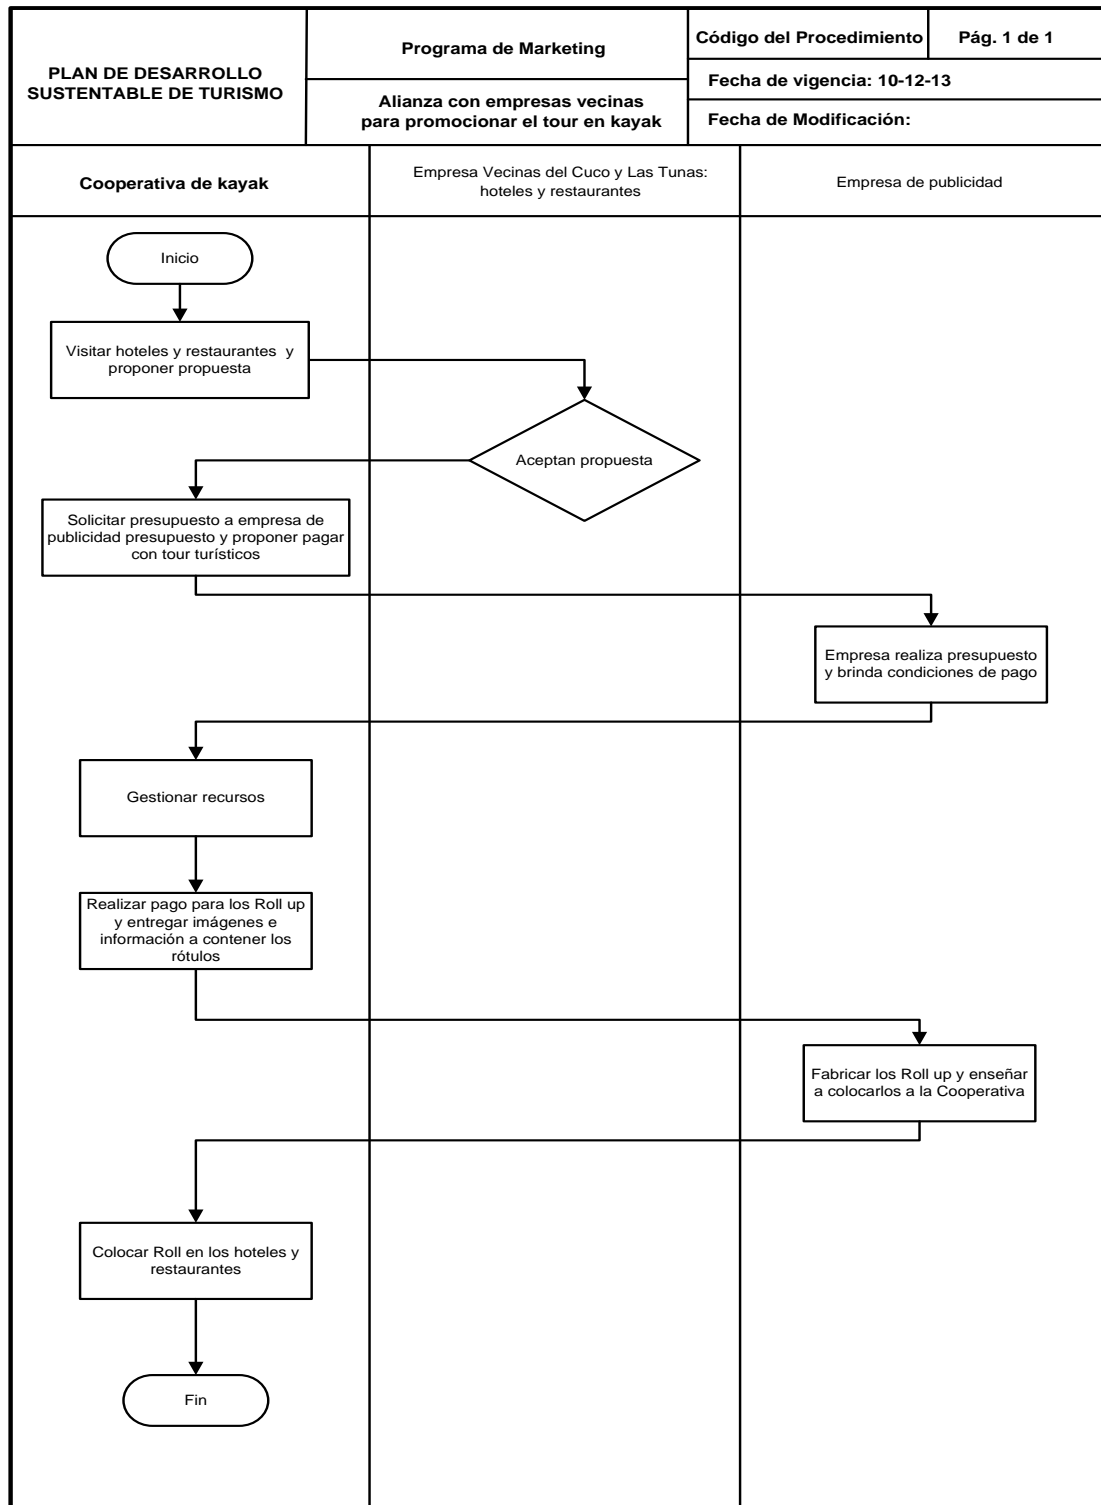 PLAN DE DESARROLLO
SUSTENTABLE DE TURISMO
Programa de Marketing
Alianza con empresas vecinas
para promocionar el tour en kayak
Código del Procedimiento
Pág. 1 de 1
Fecha de vigencia: 10-12-13
Fecha de Modificación:
Cooperativa de kayak
Empresa Vecinas del Cuco y Las Tunas:
hoteles y restaurantes
Empresa de publicidad
Inicio
Visitar hoteles y restaurantes y
proponer propuesta
Aceptan propuesta
Solicitar presupuesto a empresa de
publicidad presupuesto y proponer pagar
con tour turísticos
Empresa realiza presupuesto
y brinda condiciones de pago
Gestionar recursos
Realizar pago para los Roll up
y entregar imágenes e
información a contener los
rótulos
Fabricar los Roll up y enseñar
a colocarlos a la Cooperativa
Colocar Roll en los hoteles y
restaurantes
Fin